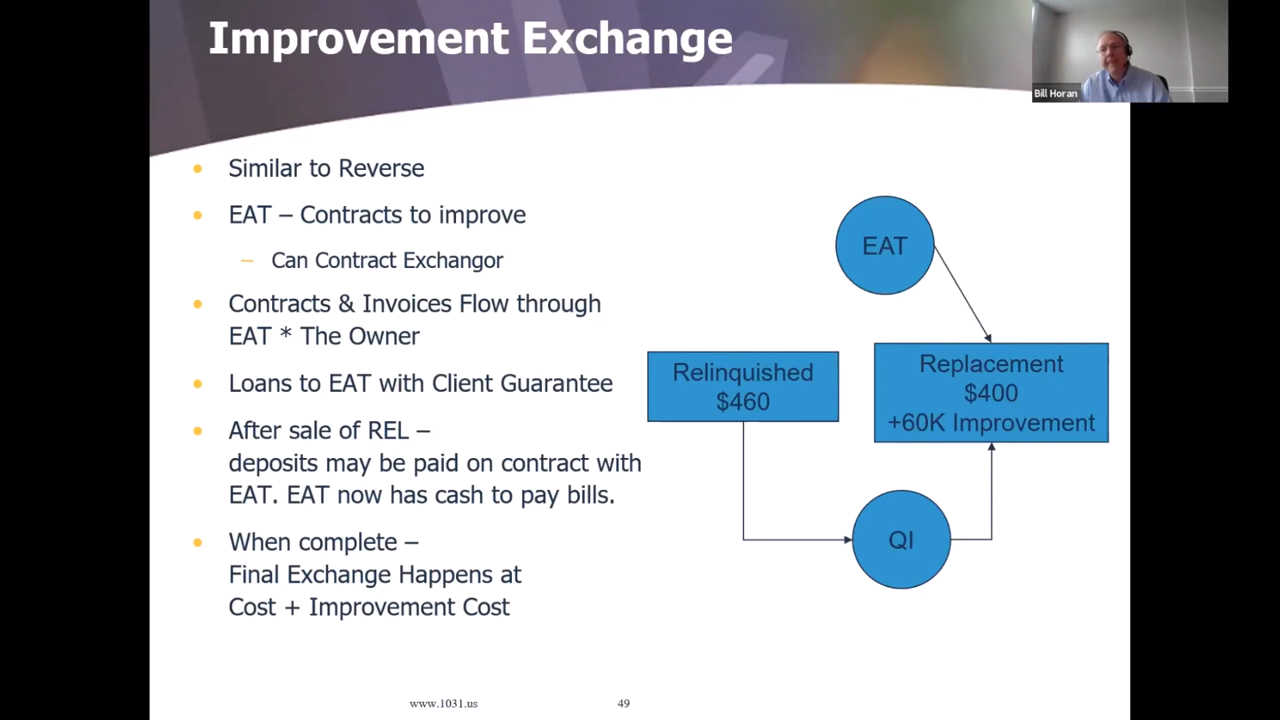 Improvement Exchange
Bill Horan
• Similar to Reverse
• EAT – Contracts to improve
– Can Contract Exchangor
• Contracts & Invoices Flow through
EAT * The Owner
• Loans to EAT with Client Guarantee
• After sale of REL –
deposits may be paid on contract with
EAT. EAT now has cash to pay bills.
• When complete –
Final Exchange Happens at
Cost + Improvement Cost
EAT
Relinquished
$460
Replacement
$400
+60K Improvement
QI
www.1031.us
49